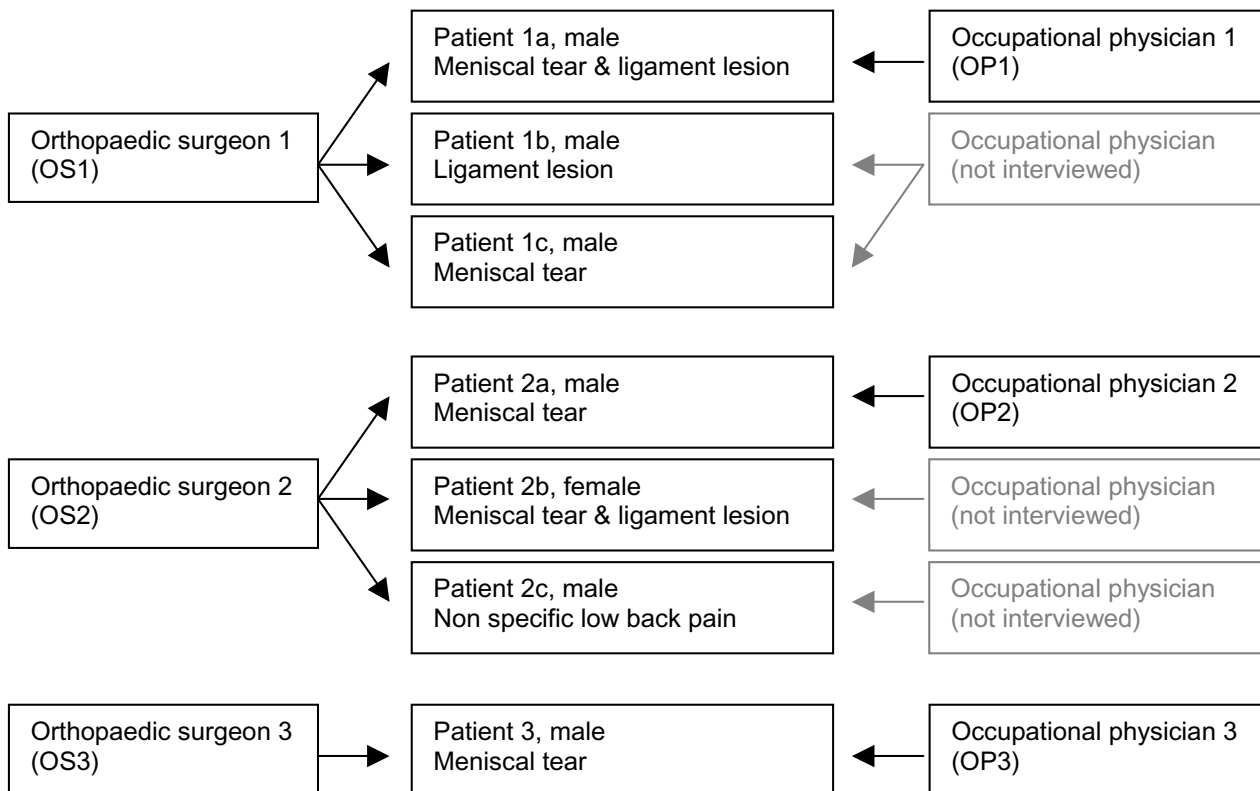 Patient 1a, male
Meniscal tear & ligament lesion
Occupational physician 1
(OP1)
Orthopaedic surgeon 1
(OS1)
Patient 1b, male
Ligament lesion
Occupational physician
(not interviewed)
Patient 1c, male
Meniscal tear
Patient 2a, male
Meniscal tear
Occupational physician 2
(OP2)
Orthopaedic surgeon 2
(OS2)
Patient 2b, female
Meniscal tear & ligament lesion
Occupational physician
(not interviewed)
Patient 2c, male
Non specific low back pain
Occupational physician
(not interviewed)
Orthopaedic surgeon 3
(OS3)
Patient 3, male
Meniscal tear
Occupational physician 3
(OP3)